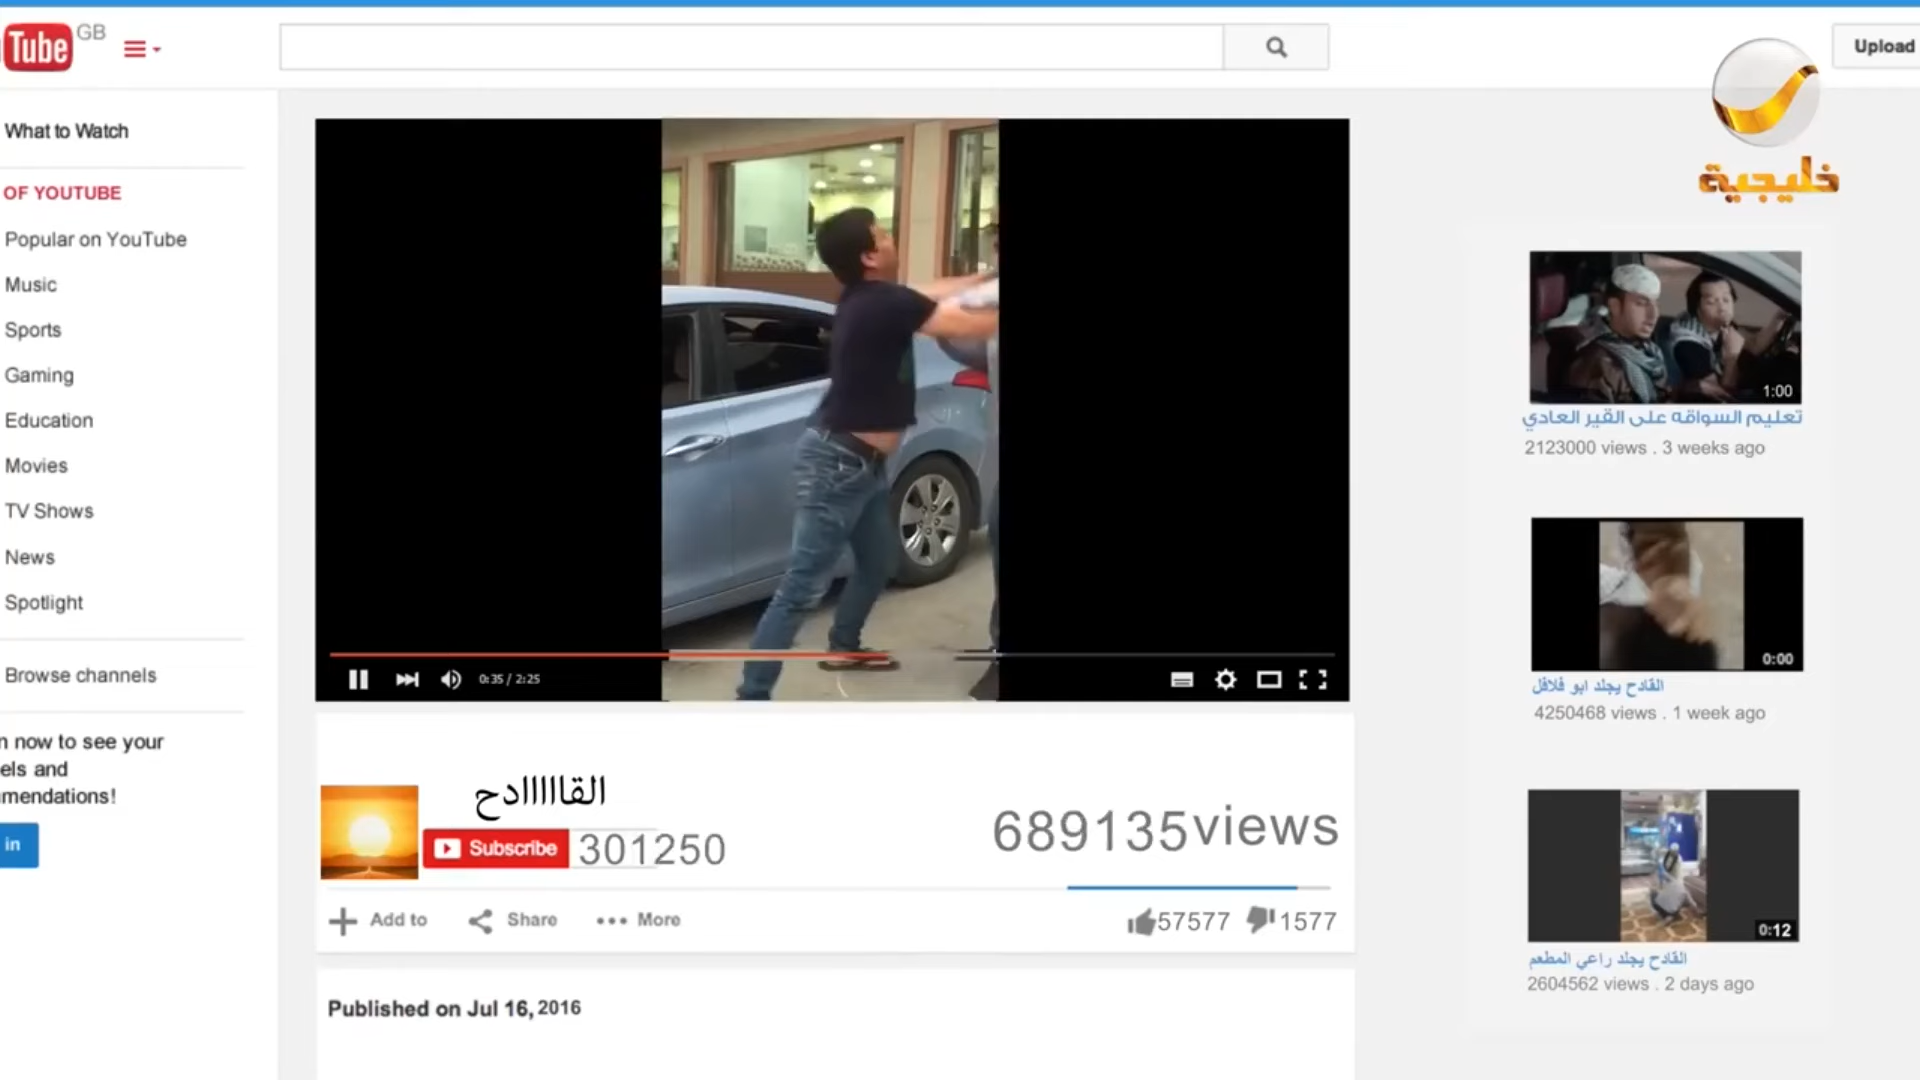 Tube GB
Upload
خليجية
What to Watch
OF YOUTUBE
Popular on YouTube
Music
Sports
Gaming
Education
Movies
TV Shows
News
Spotlight
Browse channels
n now to see your
els and
mendations!
in
0:35 / 2:25
القاااااادح
Subscribe 301250
689135views
Add to Share More
57577 1577
Published on Jul 16, 2016
1:00
تعليم السواقه على القير العادي
2123000 views . 3 weeks ago
0:00
القادح يجلد ابو فلافل
4250468 views . 1 week ago
0:12
القادح يجلد راعي المطعم
2604562 views . 2 days ago